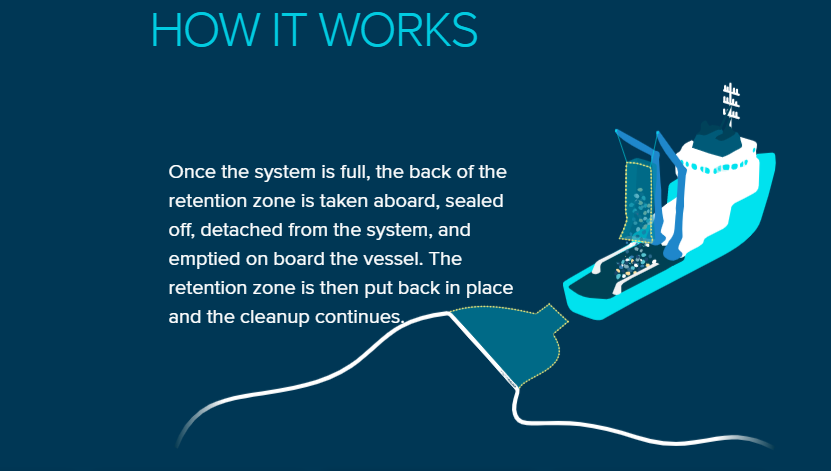 HOW IT WORKS
Once the system is full, the back of the
retention zone is taken aboard, sealed
off, detached from the system, and
emptied on board the vessel. The
retention zone is then put back in place
and the cleanup continues.